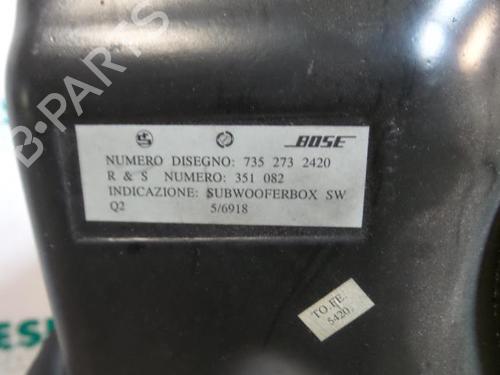 BOSE
NUMERO DISEGNO: 735 273 2420
R & S NUMERO: 351 082
INDICAZIONE: SUBWOOFERBOX SW
Q2 5/6918
TO.FE.
5420.
B-PARTS